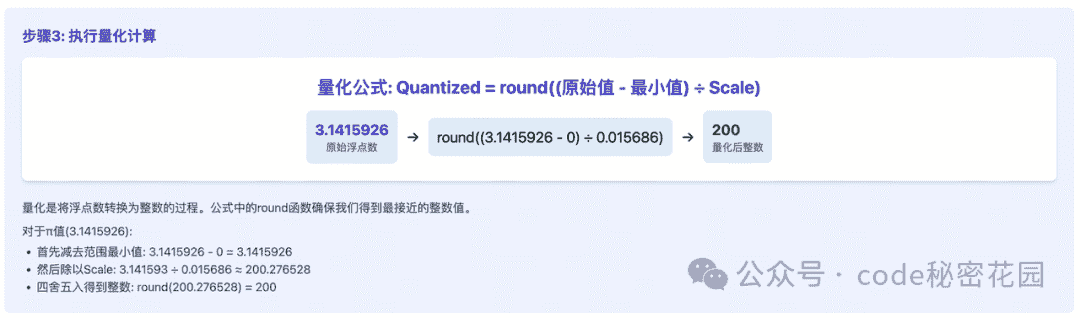 步骤3: 执行量化计算
量化公式: Quantized = round((原始值 - 最小值) ÷ Scale)
3.1415926 → round((3.1415926 - 0) ÷ 0.015686) → 200
原始浮点数 量化后整数
量化是将浮点数转换为整数的过程。公式中的round函数确保我们得到最接近的整数值。
对于π值(3.1415926):
• 首先减去范围最小值: 3.1415926 - 0 = 3.1415926
• 然后除以Scale: 3.141593 ÷ 0.015686 ≈ 200.276528
• 四舍五入得到整数: round(200.276528) = 200
公众号 · code秘密花园